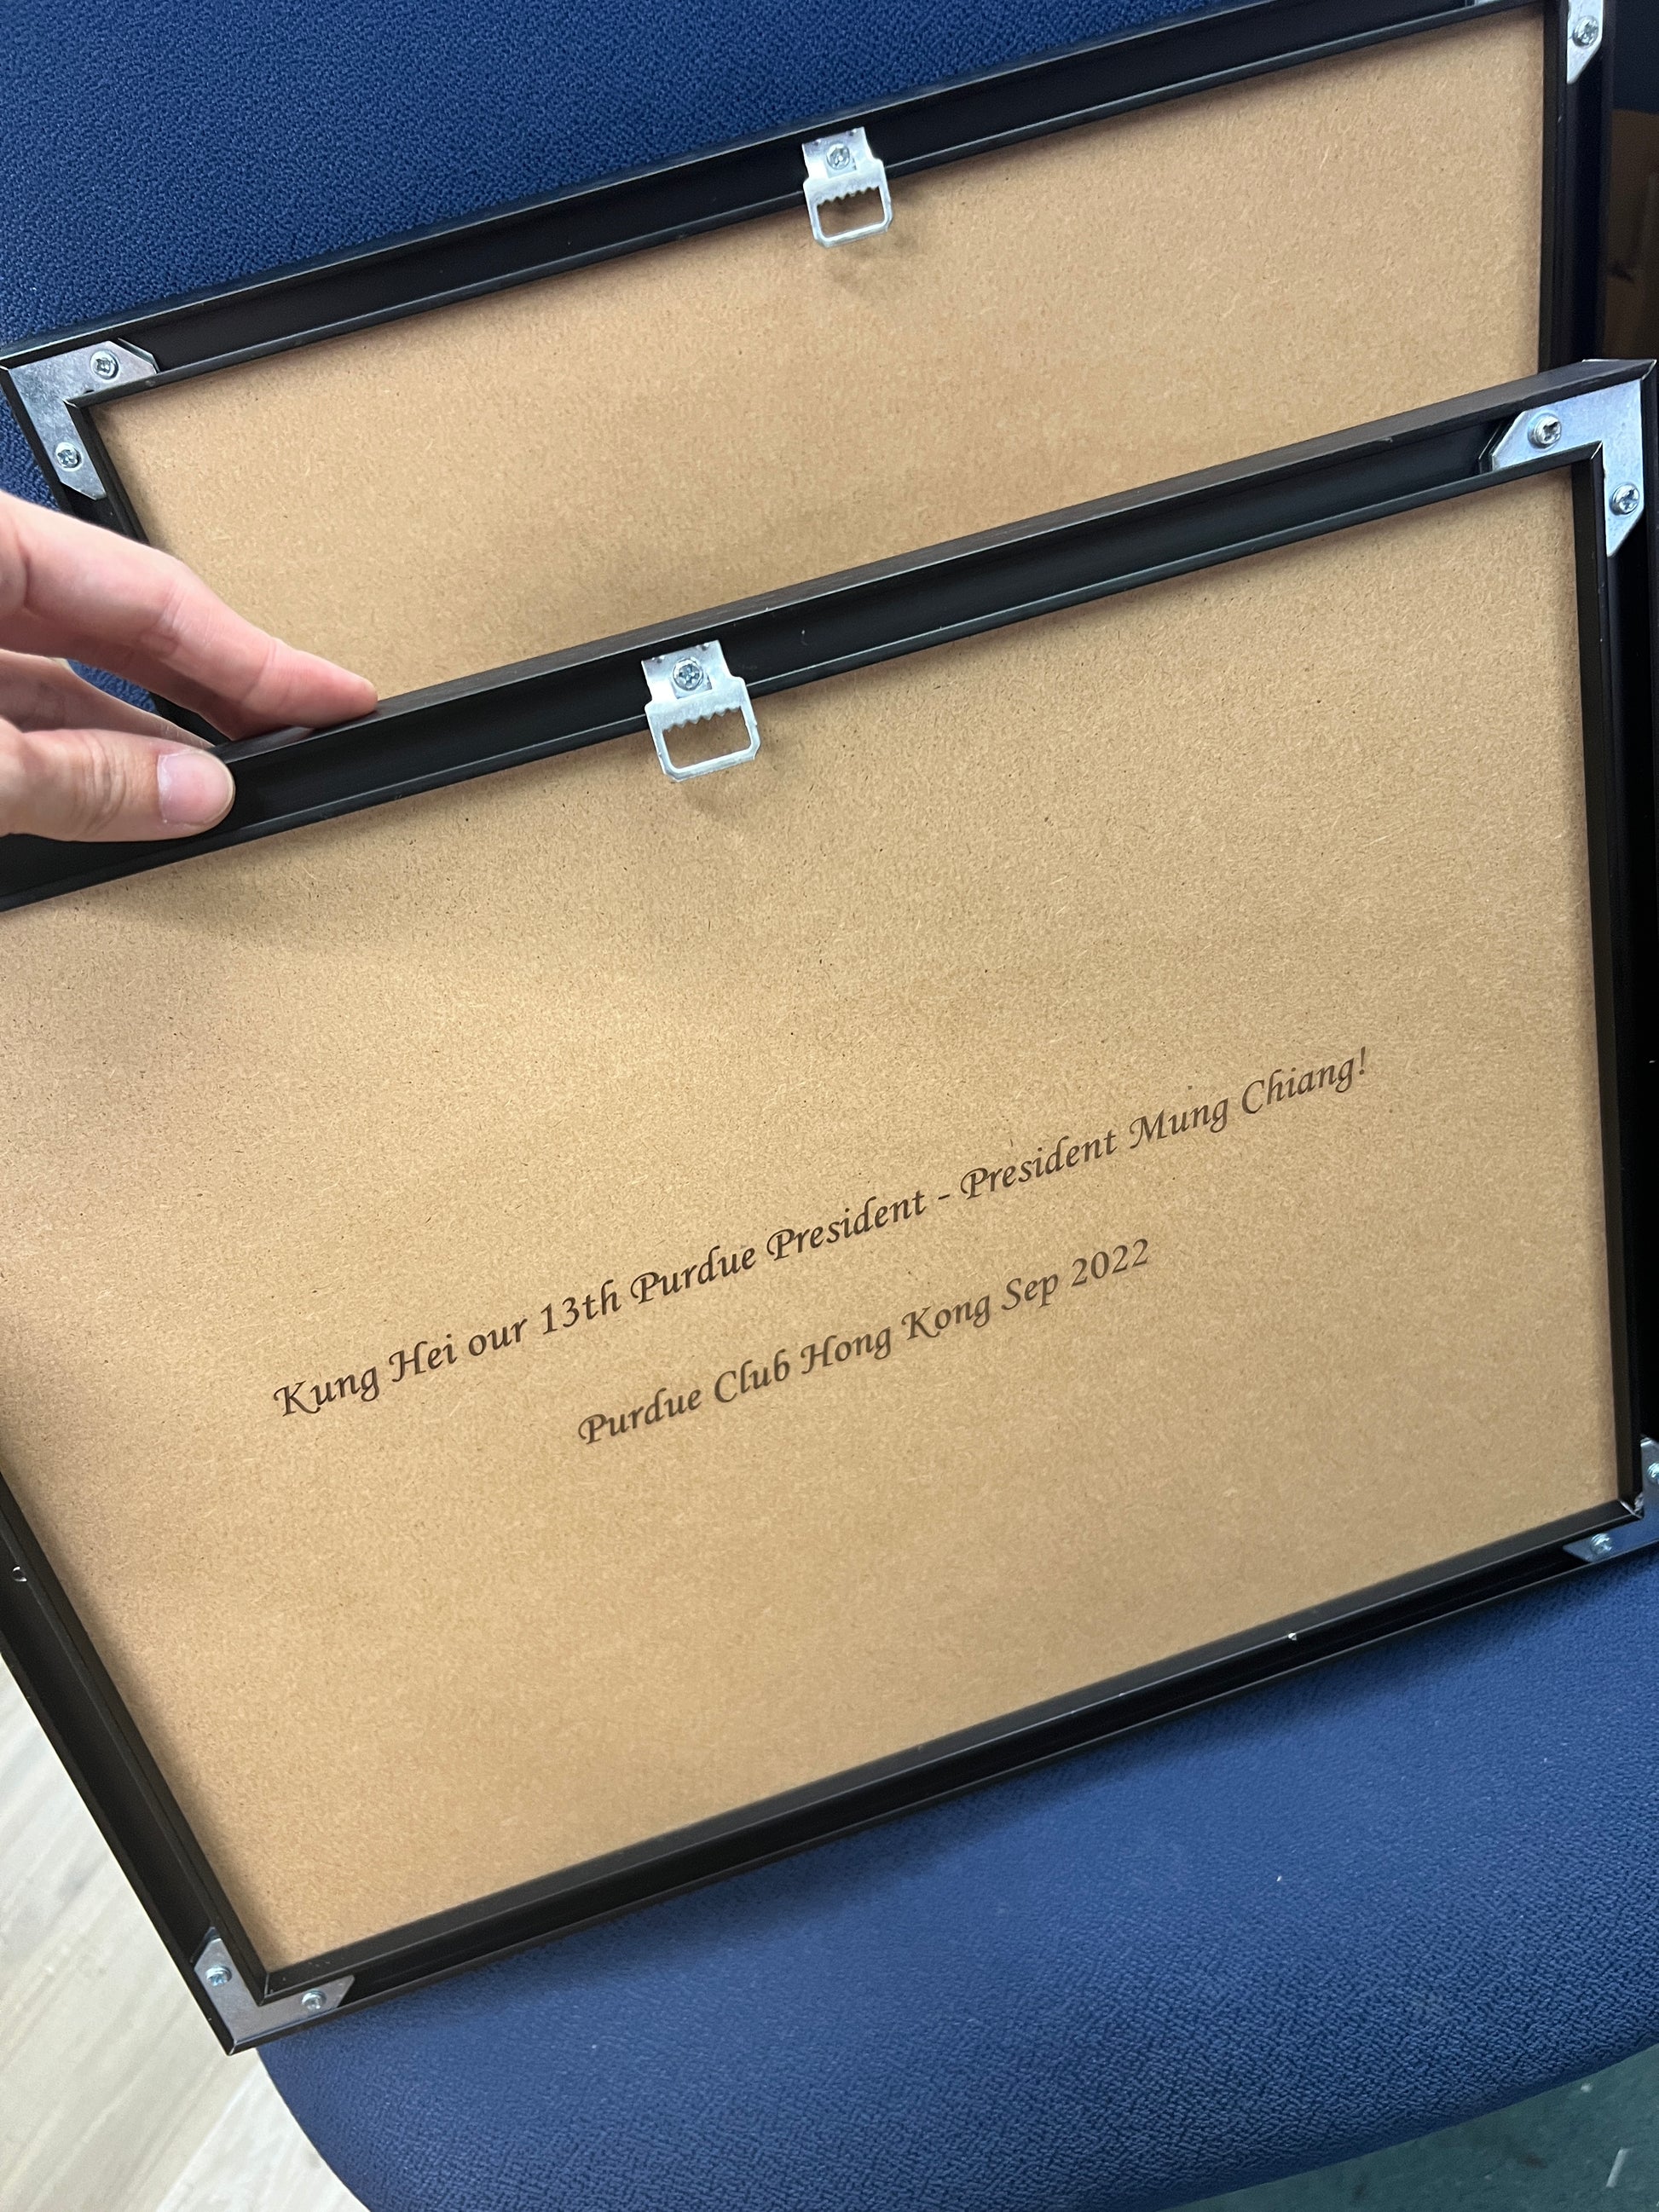 Kung Hei our 13th Purdue President - President Mung Chiang!
Purdue Club Hong Kong Sep 2022